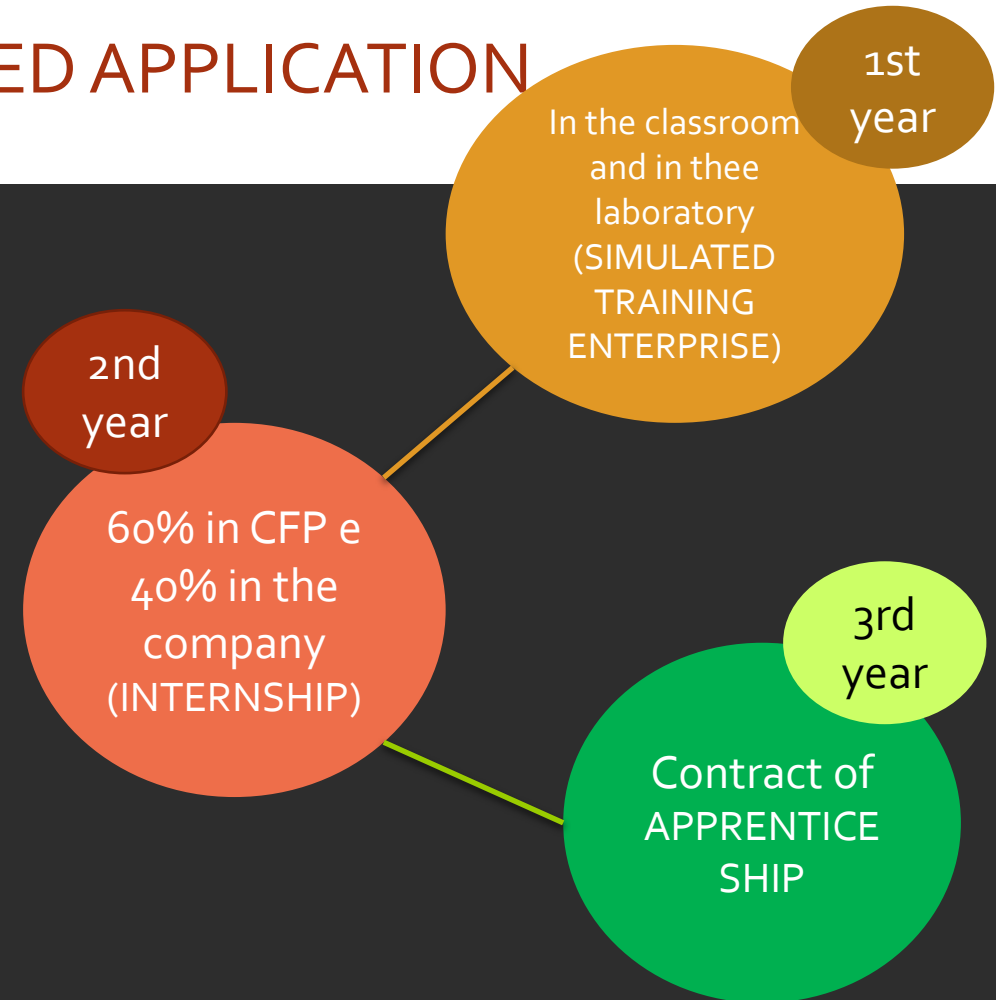 ED APPLICATION
1st
year
In the classroom
and in thee
laboratory
(SIMULATED
TRAINING
ENTERPRISE)
2nd
year
60% in CFP e
40% in the
company
(INTERNSHIP)
3rd
year
Contract of
APPRENTICE
SHIP